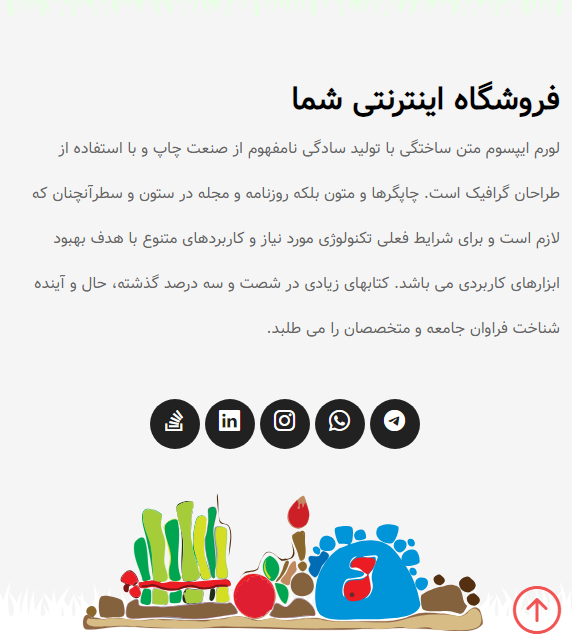 فروشگاه اینترنتی شما
لورم ایپسوم متن ساختگی با تولید سادگی نامفهوم از صنعت چاپ و با استفاده از
طراحان گرافیک است. چاپگرها و متون بلکه روزنامه و مجله در ستون و سطرآنچنان که
لازم است و برای شرایط فعلی تکنولوژی مورد نیاز و کاربردهای متنوع با هدف بهبود
ابزارهای کاربردی می باشد. کتابهای زیادی در شصت و سه درصد گذشته، حال و آینده
شناخت فراوان جامعه و متخصصان را می طلبد.